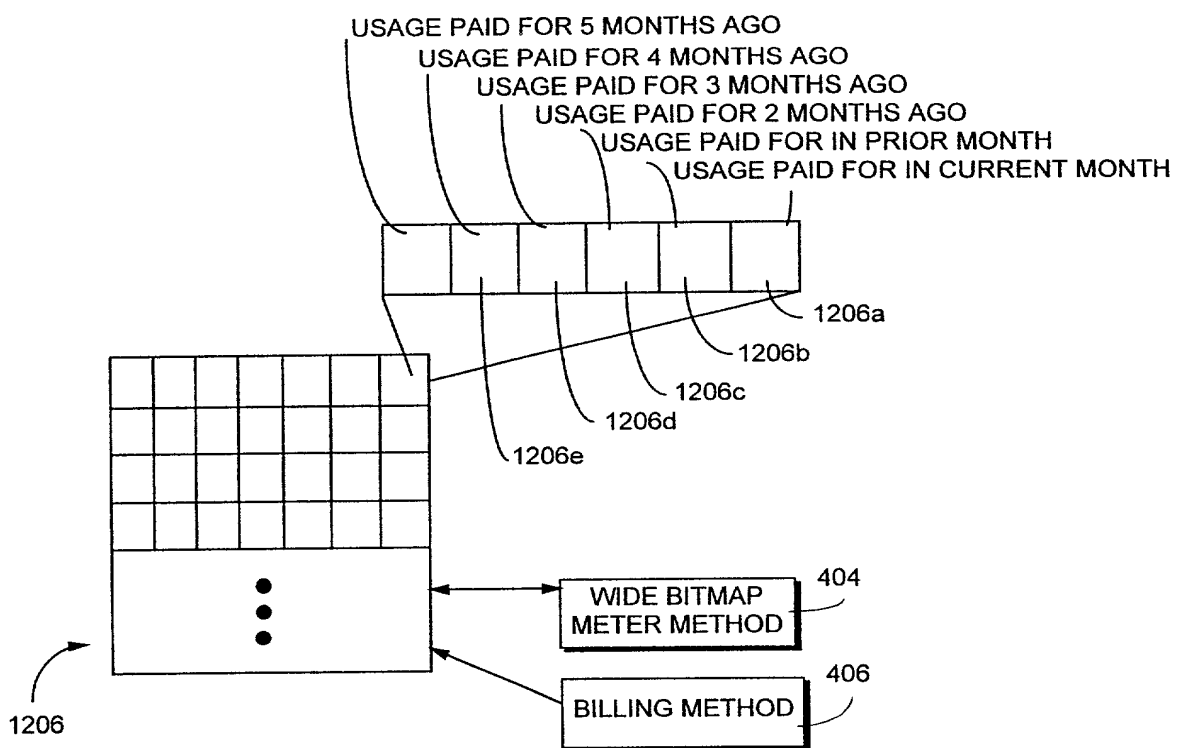 USAGE PAID FOR 5 MONTHS AGO
USAGE PAID FOR 4 MONTHS AGO
USAGE PAID FOR 3 MONTHS AGO
USAGE PAID FOR 2 MONTHS AGO
USAGE PAID FOR IN PRIOR MONTH
USAGE PAID FOR IN CURRENT MONTH
1206a
1206b
1206c
1206d
1206e
404
WIDE BITMAP
METER METHOD
406
BILLING METHOD
1206